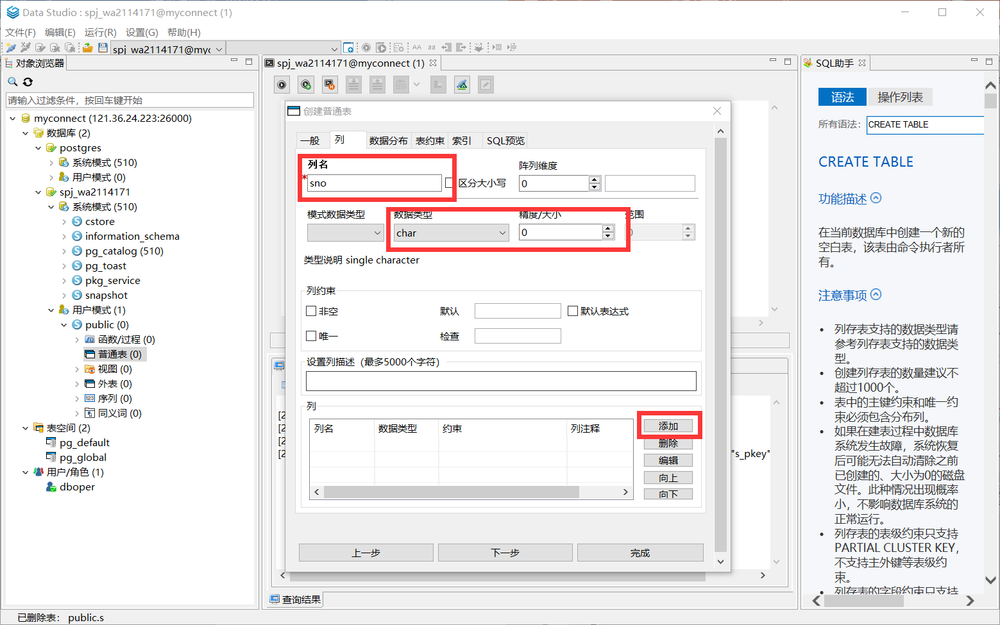 Data Studio : spj_wa2114171@myconnect (1)
文件(F) 编辑(E) 运行(R) 设置(G) 帮助(H)
spj_wa2114171@my
AA aa
对象浏览器
请输入过滤条件，按回车键开始
myconnect (121.36.24.223:26000)
数据库 (2)
postgres
系统模式 (510)
用户模式 (0)
spj_wa2114171
系统模式 (510)
cstore
information_schema
pg_catalog (510)
pg_toast
pkg_service
snapshot
用户模式 (1)
public (0)
函数/过程 (0)
普通表 (0)
视图 (0)
外表 (0)
序列 (0)
同义词 (0)
表空间 (2)
pg_default
pg_global
用户/角色 (1)
dboper
已删除表： public.s
spj_wa2114171@myconnect (1)
创建普通表
一般 列 数据分布 表约束 索引 SQL预览
列名 阵列维度
*
sno 区分大小写 0
模式数据类型 数据类型 精度/大小 范围
char 0 0
类型说明 single character
列约束
非空 默认 默认表达式
唯一 检查
设置列描述（最多5000个字符）
列
列名 数据类型 约束 列注释
添加
删除
编辑
向上
向下
上一步 下一步 完成
[2
[2
[2
[2 "s_pkey"
查询结果
SQL助手
语法 操作列表
所有语法: CREATE TABLE
CREATE TABLE
功能描述
在当前数据库中创建一个新的
空白表，该表由命令执行者所
有。
注意事项
• 列存表支持的数据类型请
参考列存表支持的数据类
型。
• 创建列存表的数量建议不
超过1000个。
• 表中的主键约束和唯一约
束必须包含分布列。
• 如果在建表过程中数据库
系统发生故障，系统恢复
后可能无法自动清除之前
已创建的、大小为0的磁盘
文件。此种情况出现概率
小，不影响数据库系统的
正常运行。
• 列存表的表级约束只支持
PARTIAL CLUSTER KEY，
不支持主外键等表级约
束。
• 列存表的字段约束只支持